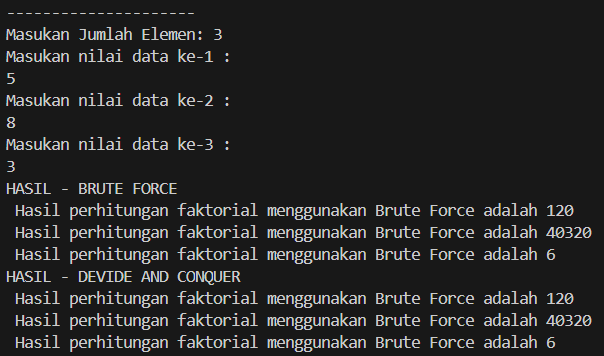 ---------------------
Masukan Jumlah Elemen: 3
Masukan nilai data ke-1 :
5
Masukan nilai data ke-2 :
8
Masukan nilai data ke-3 :
3
HASIL - BRUTE FORCE
Hasil perhitungan faktorial menggunakan Brute Force adalah 120
Hasil perhitungan faktorial menggunakan Brute Force adalah 40320
Hasil perhitungan faktorial menggunakan Brute Force adalah 6
HASIL - DEVIDE AND CONQUER
Hasil perhitungan faktorial menggunakan Brute Force adalah 120
Hasil perhitungan faktorial menggunakan Brute Force adalah 40320
Hasil perhitungan faktorial menggunakan Brute Force adalah 6